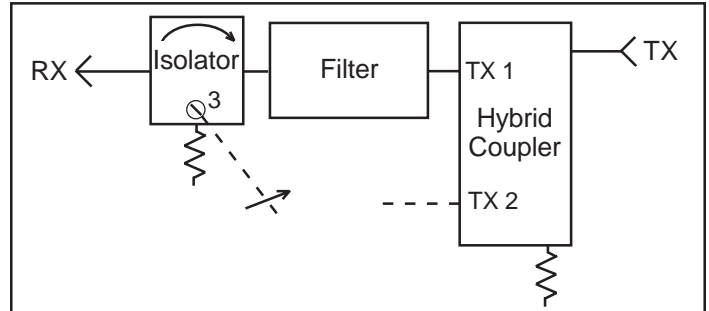 RX
Isolator
3
Filter
TX 1
Hybrid
Coupler
TX 2
TX